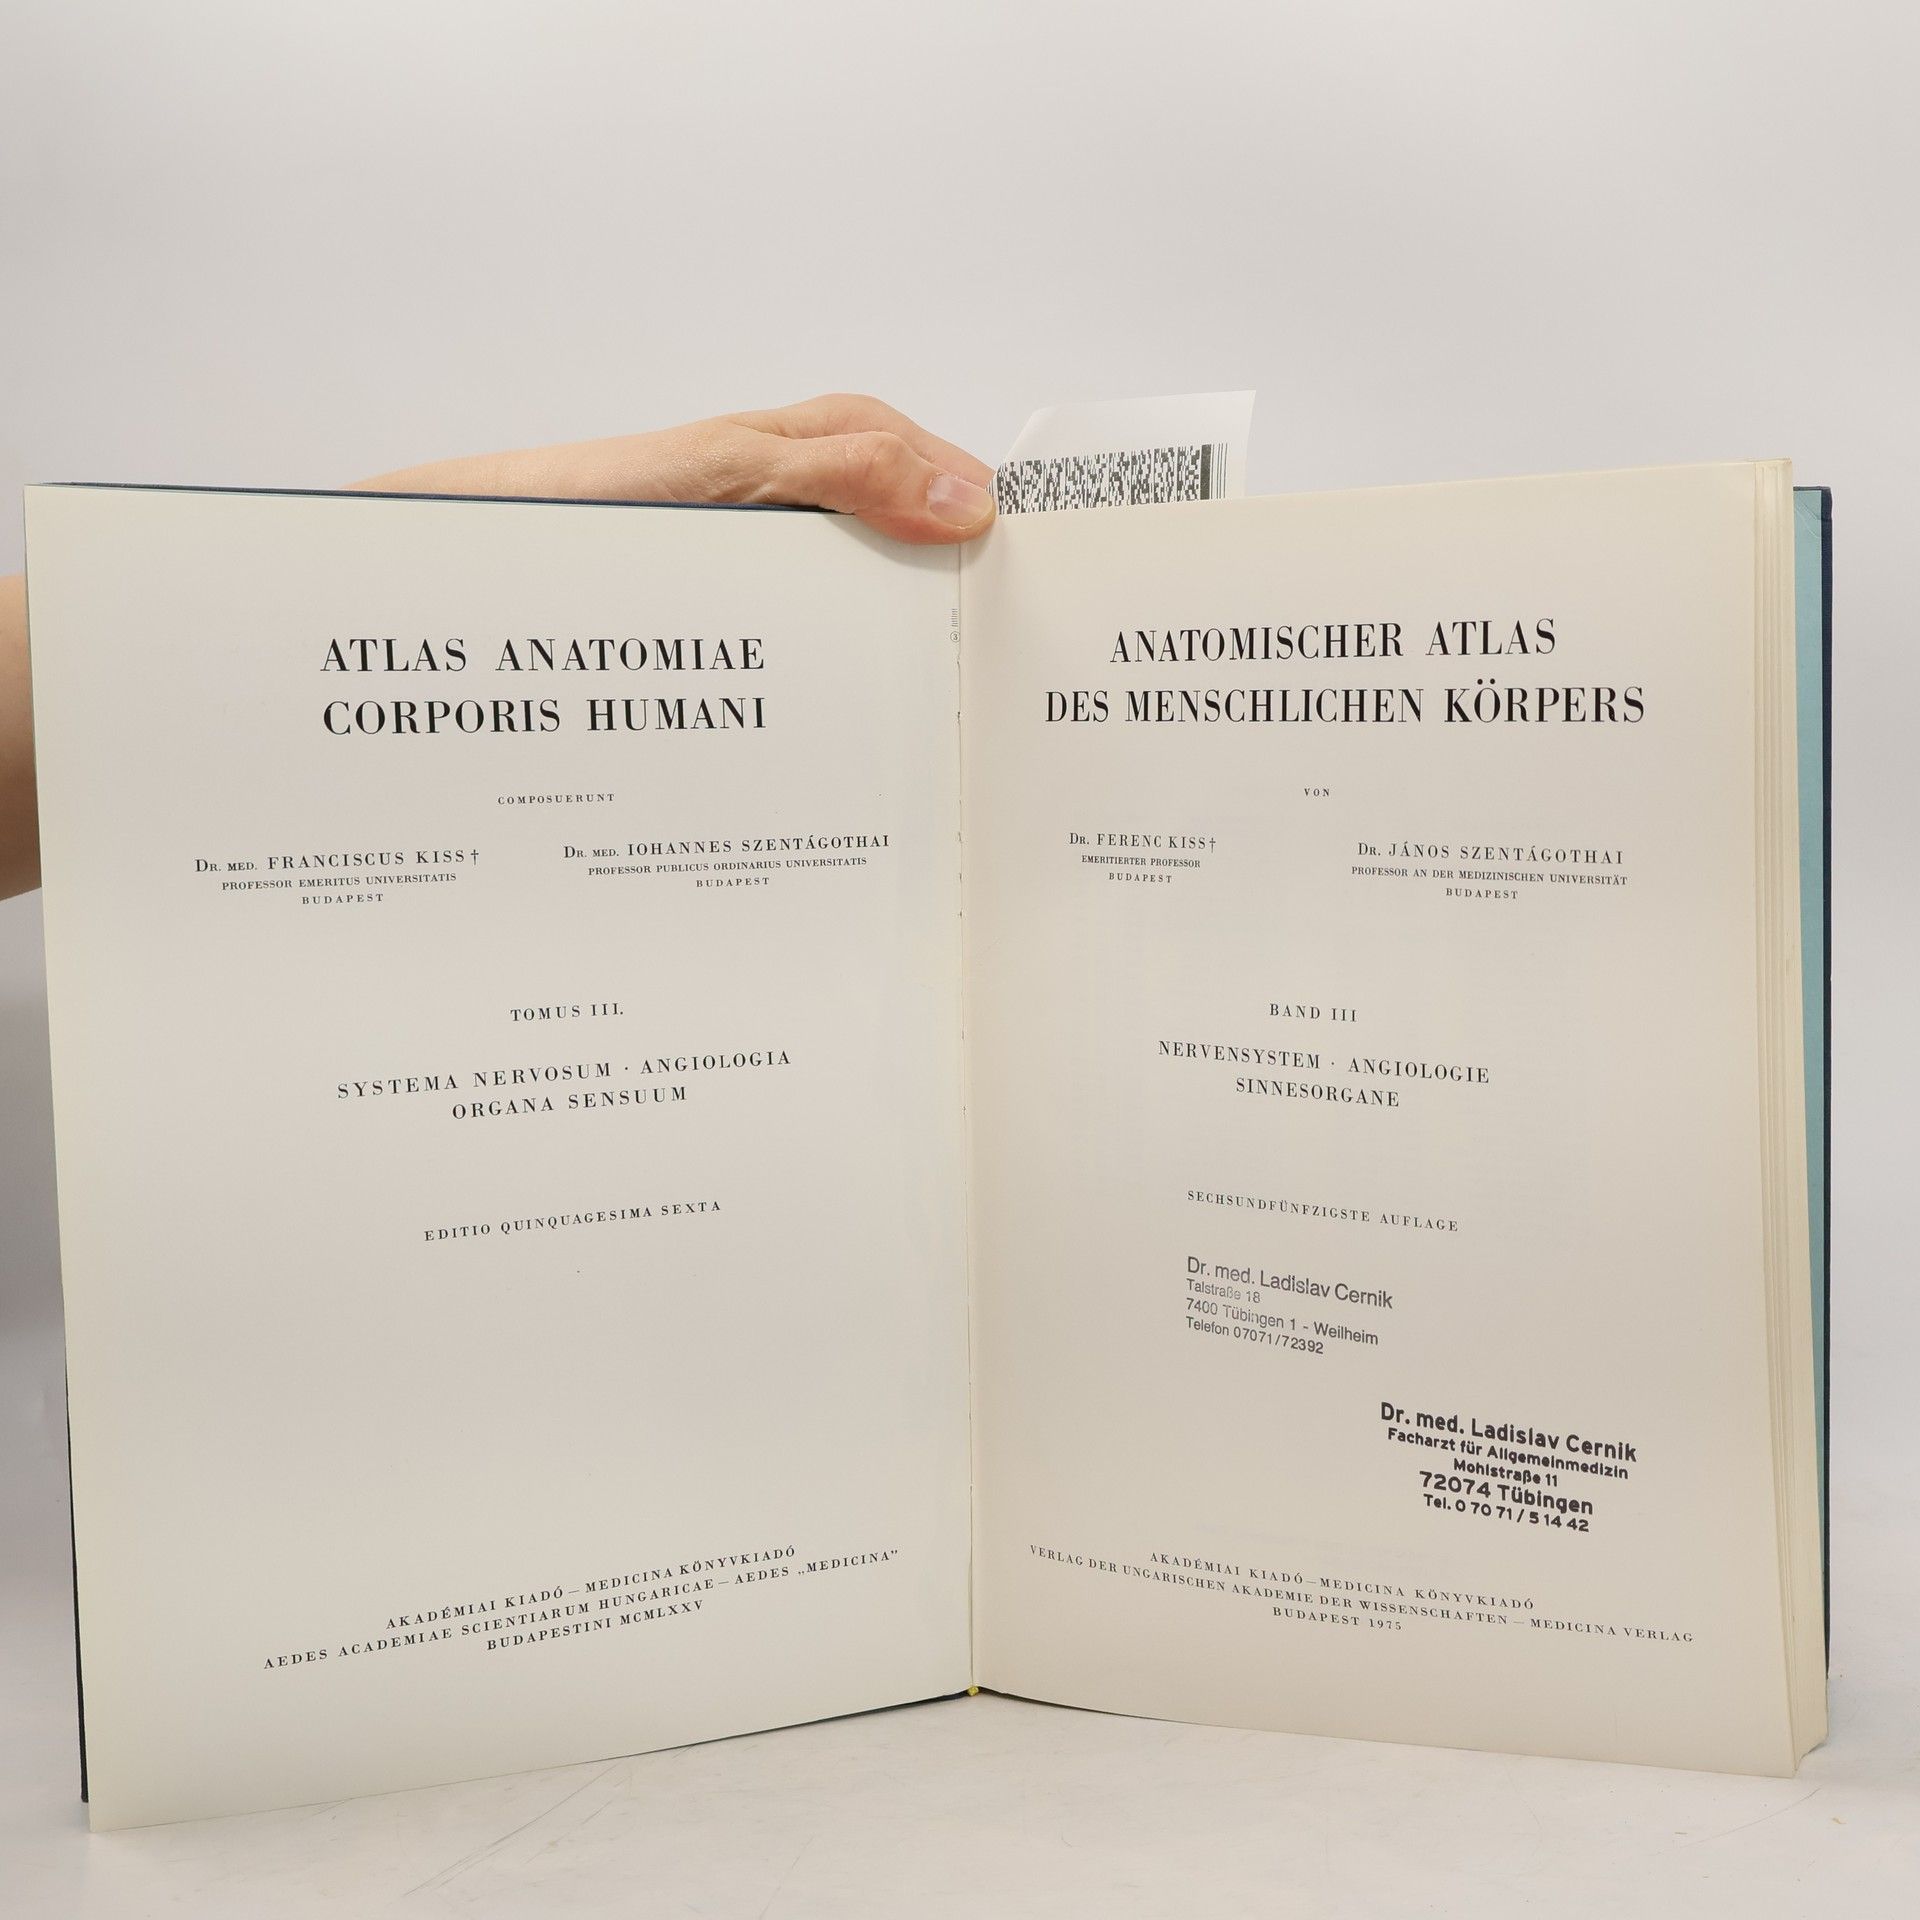 ATLAS ANATOMIAE
CORPORIS HUMANI
COMPOSUERUNT
DR. MED. FRANCISCUS KISS †
PROFESSOR EMERITUS UNIVERSITATIS
BUDAPEST
DR. MED. IOHANNES SZENTÁGOTHAI
PROFESSOR PUBLICUS ORDINARIUS UNIVERSITATIS
BUDAPEST
TOMUS III.
SYSTEMA NERVOSUM · ANGIOLOGIA
ORGANA SENSUUM
EDITIO QUINQUAGESIMA SEXTA
AKADÉMIAI KIADÓ – MEDICINA KÖNYVKIADÓ
AEDES ACADEMIAE SCIENTIARUM HUNGARICAE – AEDES „MEDICINA”
BUDAPESTINI MCMLXXV
ANATOMISCHER ATLAS
DES MENSCHLICHEN KÖRPERS
VON
DR. FERENC KISS †
EMERITIERTER PROFESSOR
BUDAPEST
DR. JÁNOS SZENTÁGOTHAI
PROFESSOR AN DER MEDIZINISCHEN UNIVERSITÄT
BUDAPEST
BAND III
NERVENSYSTEM · ANGIOLOGIE
SINNESORGANE
SECHSUNDFÜNFZIGSTE AUFLAGE
Dr. med. Ladislav Cernik
Talstraße 18
7400 Tübingen 1 - Weilheim
Telefon 07071/72392
Dr. med. Ladislav Cernik
Facharzt für Allgemeinmedizin
Mohlstraße 11
72074 Tübingen
Tel. 0 70 71 / 5 14 42
AKADÉMIAI KIADÓ – MEDICINA KÖNYVKIADÓ
VERLAG DER UNGARISCHEN AKADEMIE DER WISSENSCHAFTEN – MEDICINA VERLAG
BUDAPEST 1975